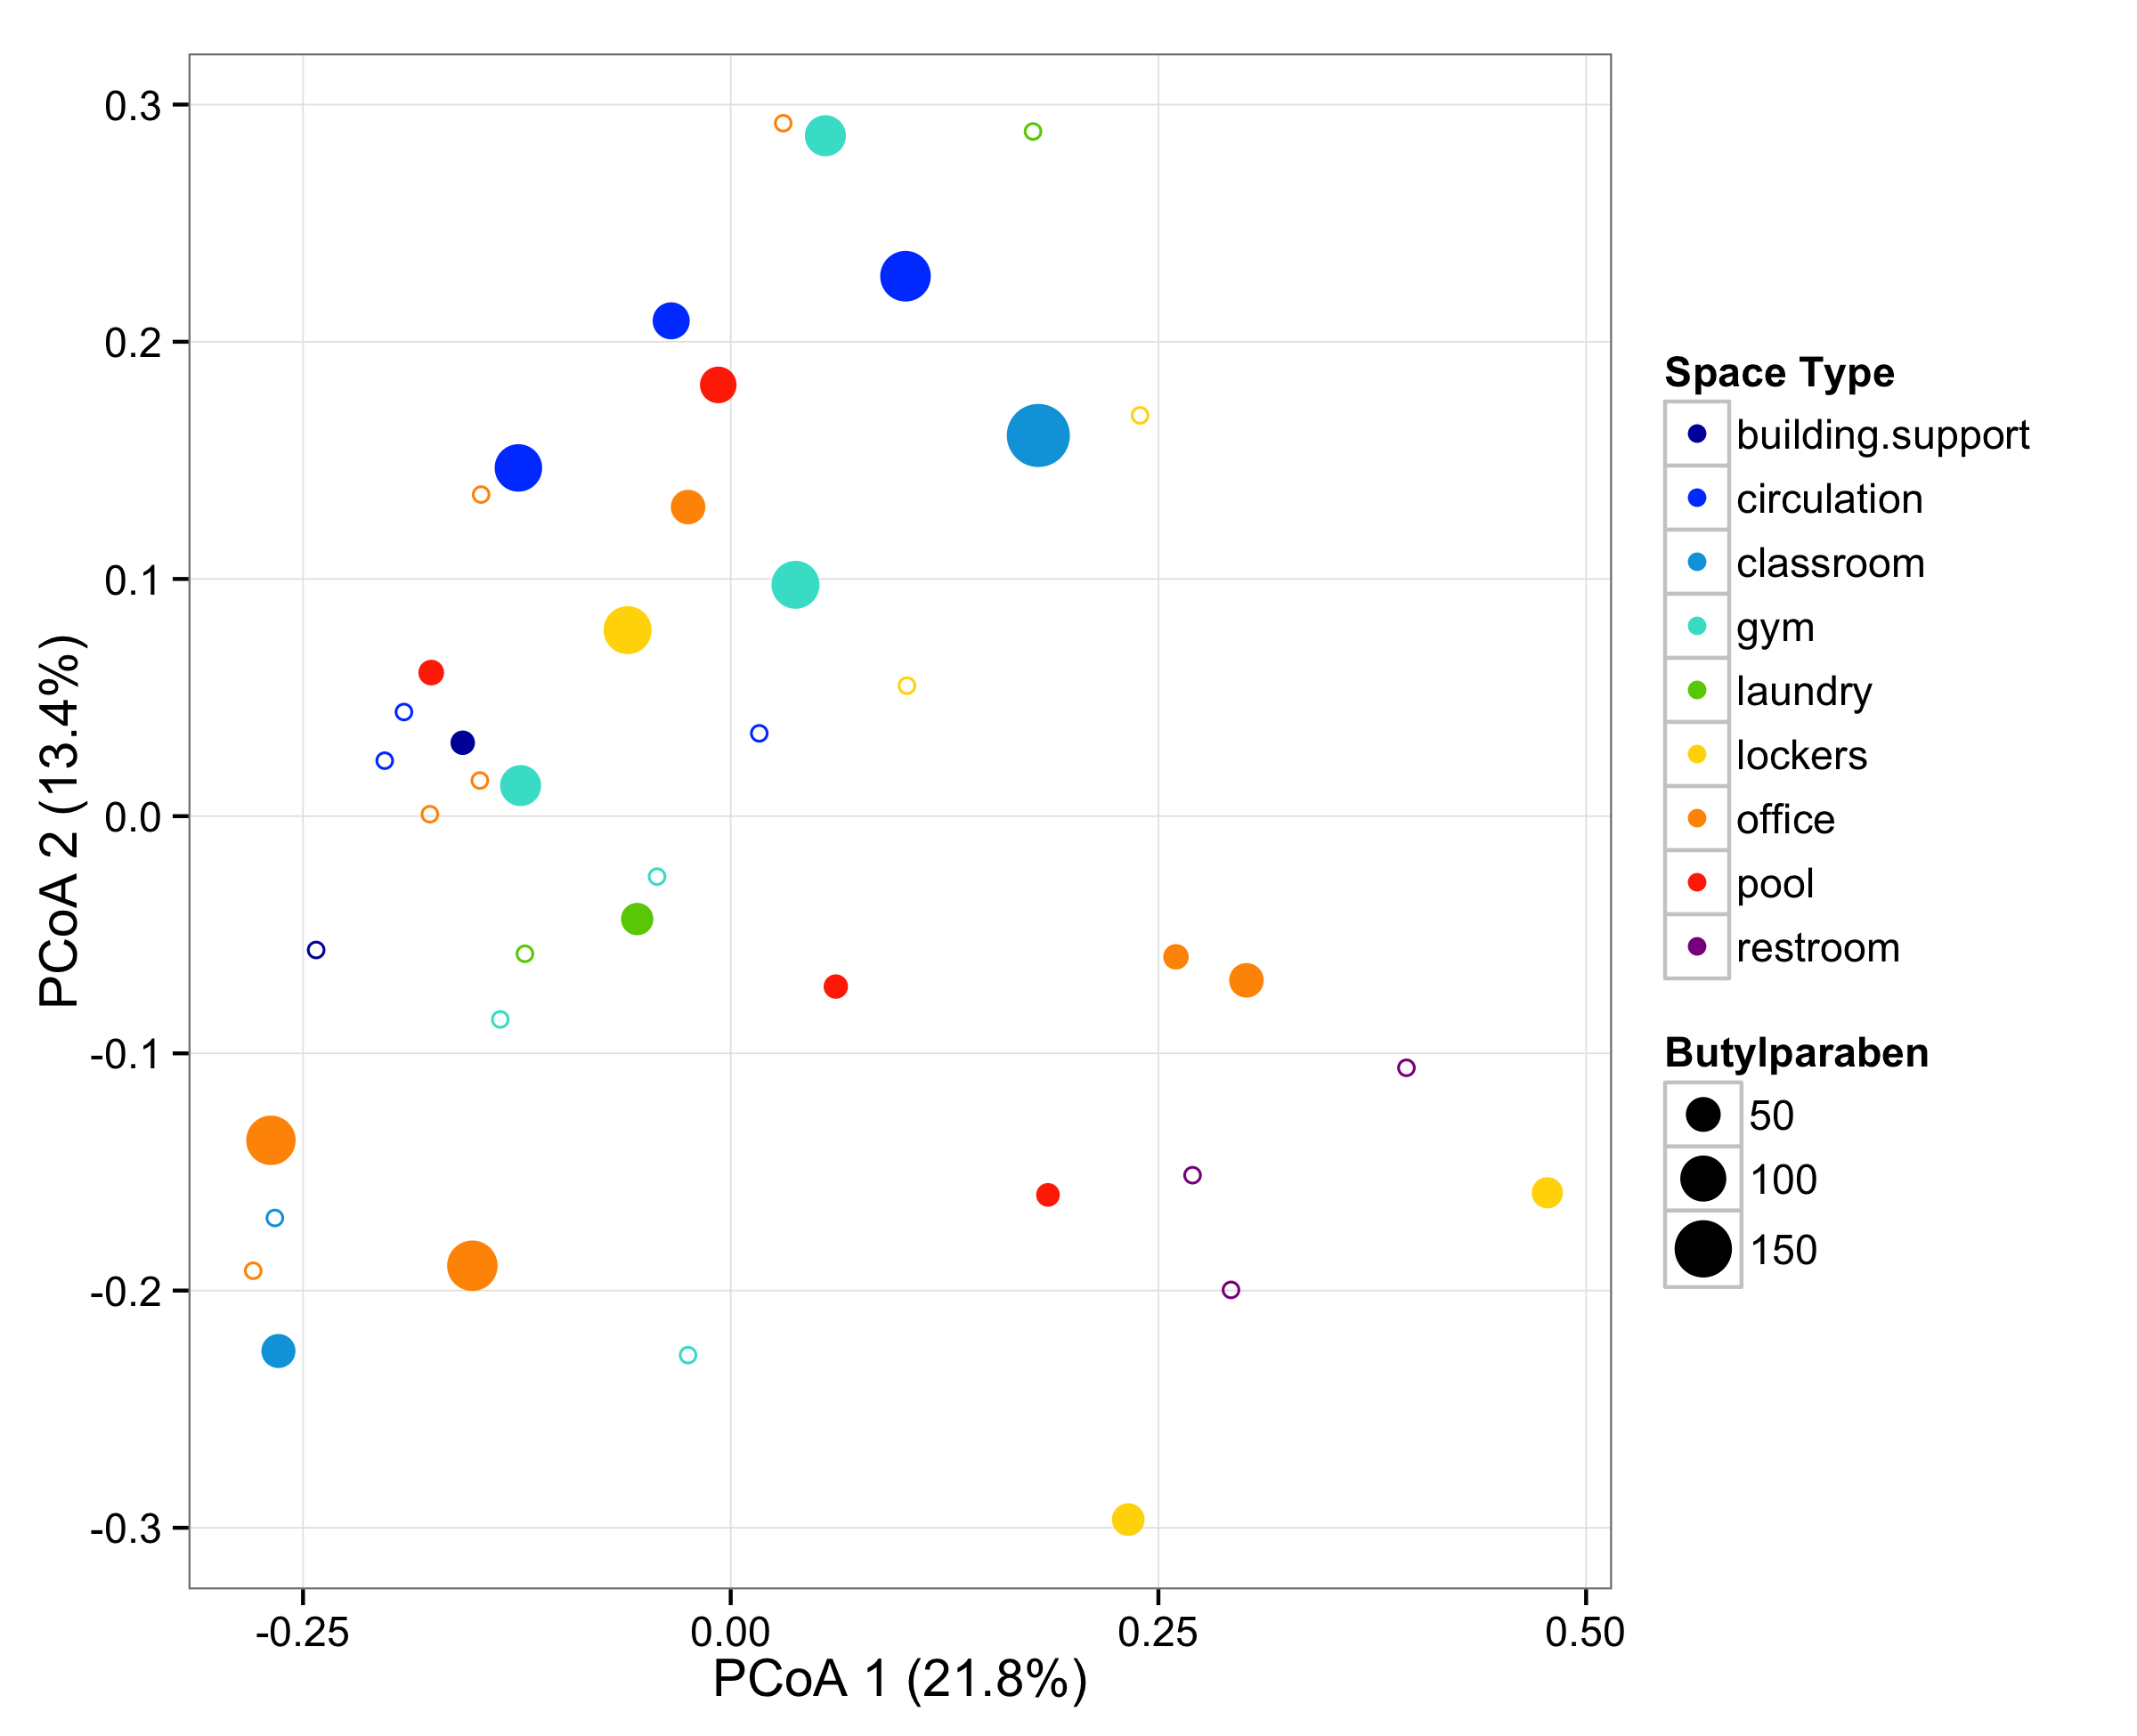 0.3
0.2
0.1
0.0
-0.1
-0.2
-0.3
PCoA 2 (13.4%)
-0.25
0.00
0.25
0.50
PCoA 1 (21.8%)
Space Type
building.support
circulation
classroom
gym
laundry
lockers
office
pool
restroom
Butylparaben
50
100
150